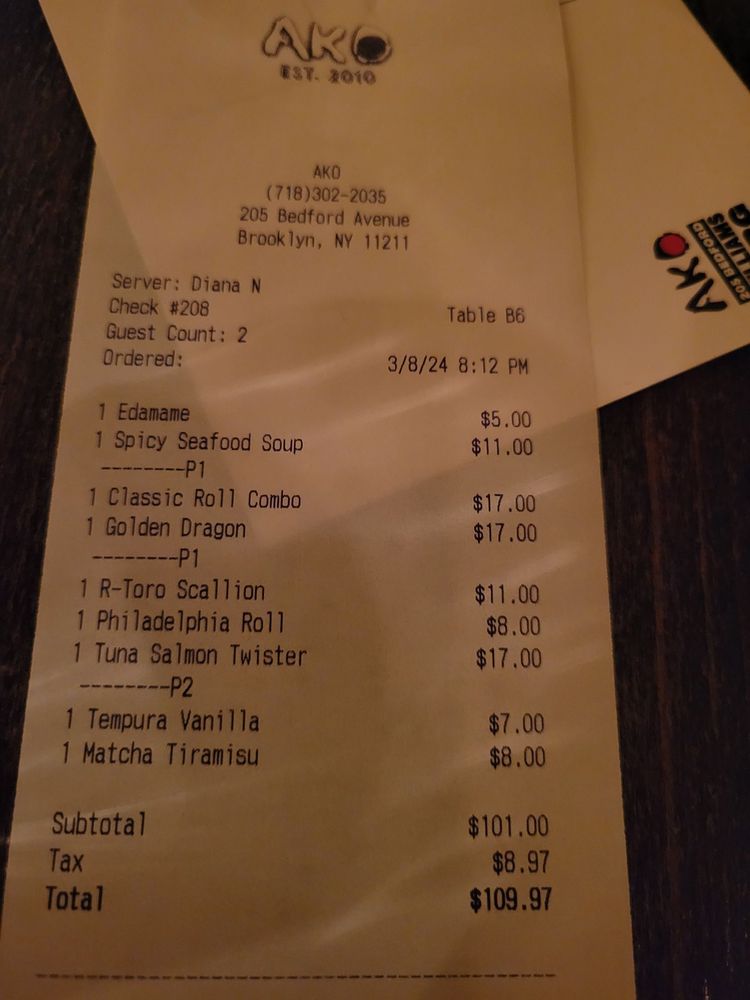 AKO
EST. 2010
AKO
(718)302-2035
205 Bedford Avenue
Brooklyn, NY 11211
Server: Diana N
Check #208
Table B6
Guest Count: 2
Ordered:
3/8/24 8:12 PM
1 Edamame $5.00
1 Spicy Seafood Soup $11.00
--------P1
1 Classic Roll Combo $17.00
1 Golden Dragon $17.00
--------P1
1 R-Toro Scallion $11.00
1 Philadelphia Roll $8.00
1 Tuna Salmon Twister $17.00
--------P2
1 Tempura Vanilla $7.00
1 Matcha Tiramisu $8.00
Subtotal $101.00
Tax $8.97
Total $109.97
AKO
205 BEDFORD